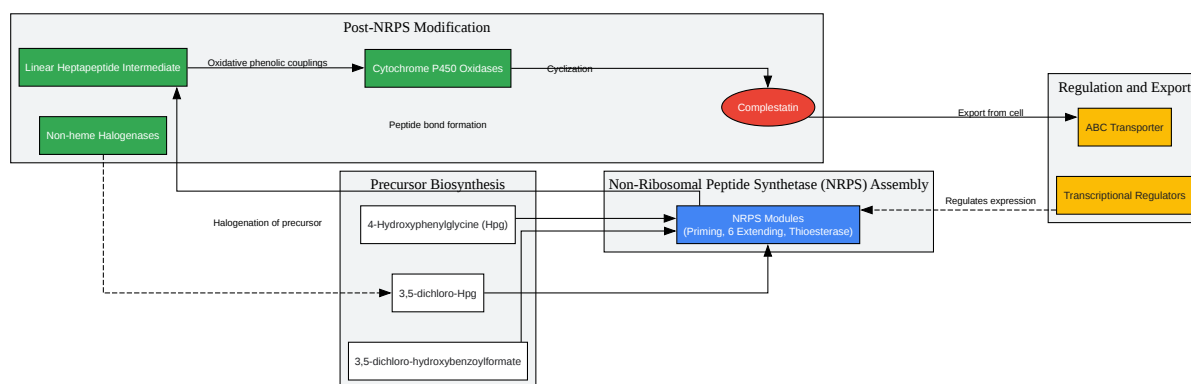 Post-NRPS Modification
Linear Heptapeptide Intermediate
Oxidative phenolic couplings
Cytochrome P450 Oxidases
Cyclization
Complestatin
Non-heme Halogenases
Peptide bond formation
Export from cell
Regulation and Export
ABC Transporter
Transcriptional Regulators
Regulates expression
Precursor Biosynthesis
4-Hydroxyphenylglycine (Hpg)
Halogenation of precursor
3,5-dichloro-Hpg
3,5-dichloro-hydroxybenzoylformate
Non-Ribosomal Peptide Synthetase (NRPS) Assembly
NRPS Modules
(Priming, 6 Extending, Thioesterase)